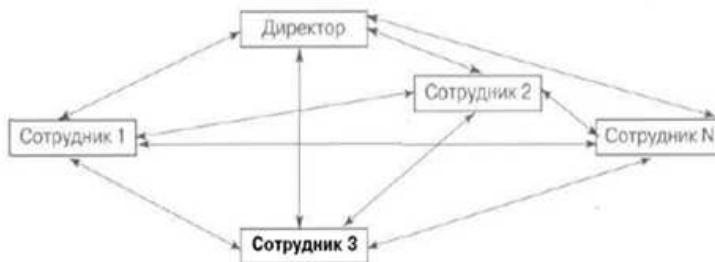 Директор
Сотрудник 2
Сотрудник 1
Сотрудник N
Сотрудник 3